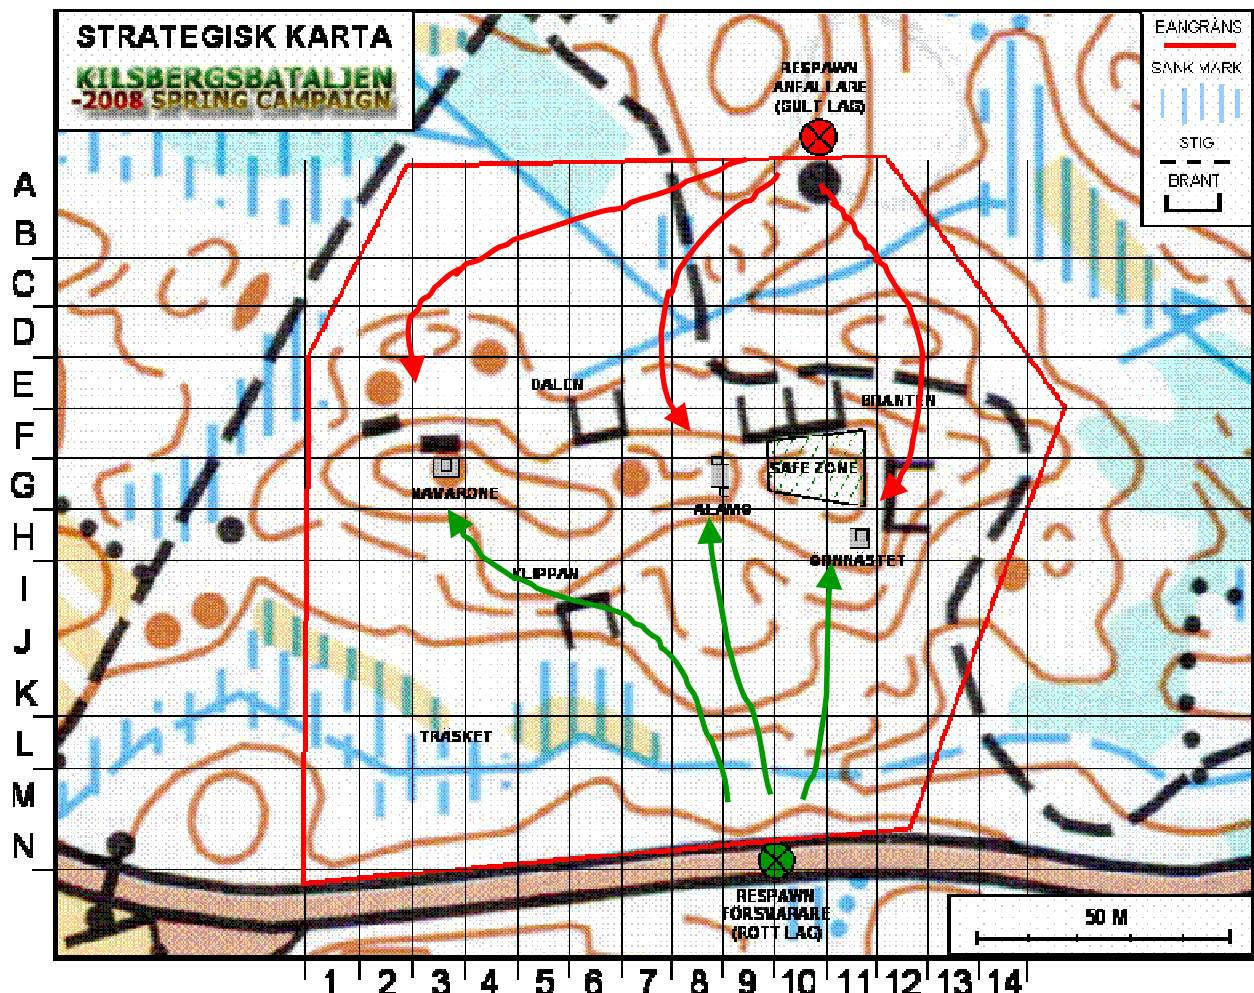 STRATEGISK KARTA
KILSBERGSBATALJEN
-2008 SPRING CAMPAIGN
BANGRÄNS
SANK MARK
STIG
BRANT
RESPAWN
ANFALLARE
(GULT LAG)
A
B
C
D
E
F
G
H
I
J
K
L
M
N
DALEN
BRANTEN
SAFE ZONE
NAVARONE
ALAMO
KLIPPAN
TRÄSKET
RESPAWN
FÖRSVARARE
(RÖTT LAG)
50 M
1 2 3 4 5 6 7 8 9 10 11 12 13 14